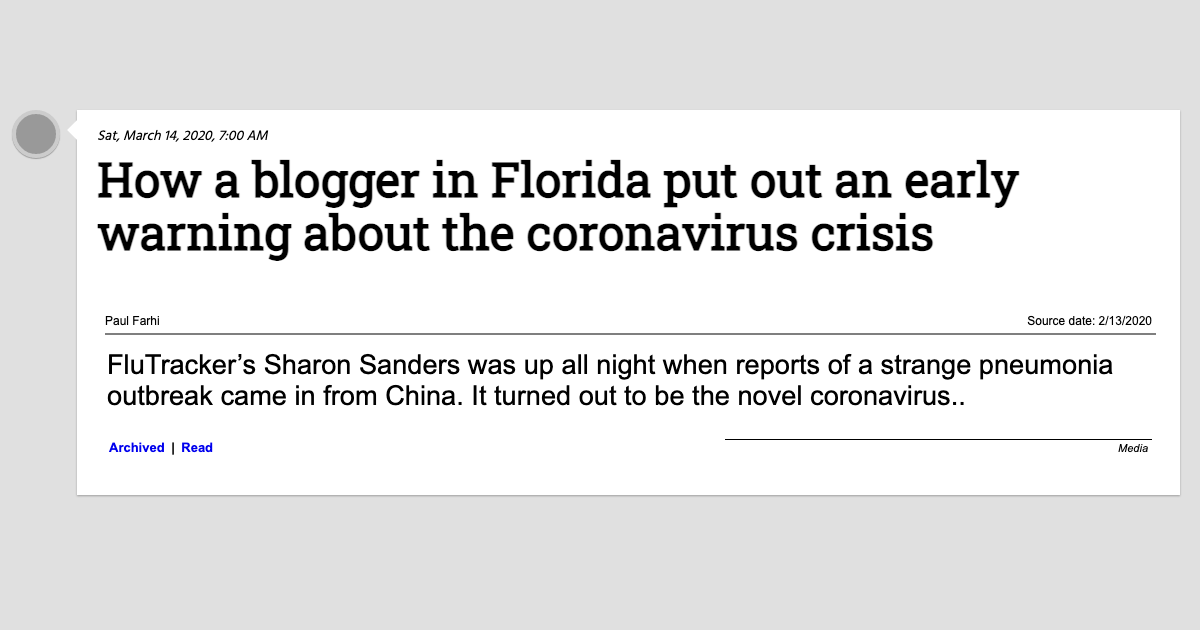 Sat, March 14, 2020, 7:00 AM
How a blogger in Florida put out an early
warning about the coronavirus crisis
Paul Farhi
Source date: 2/13/2020
FluTracker’s Sharon Sanders was up all night when reports of a strange pneumonia
outbreak came in from China. It turned out to be the novel coronavirus..
Archived | Read
Media